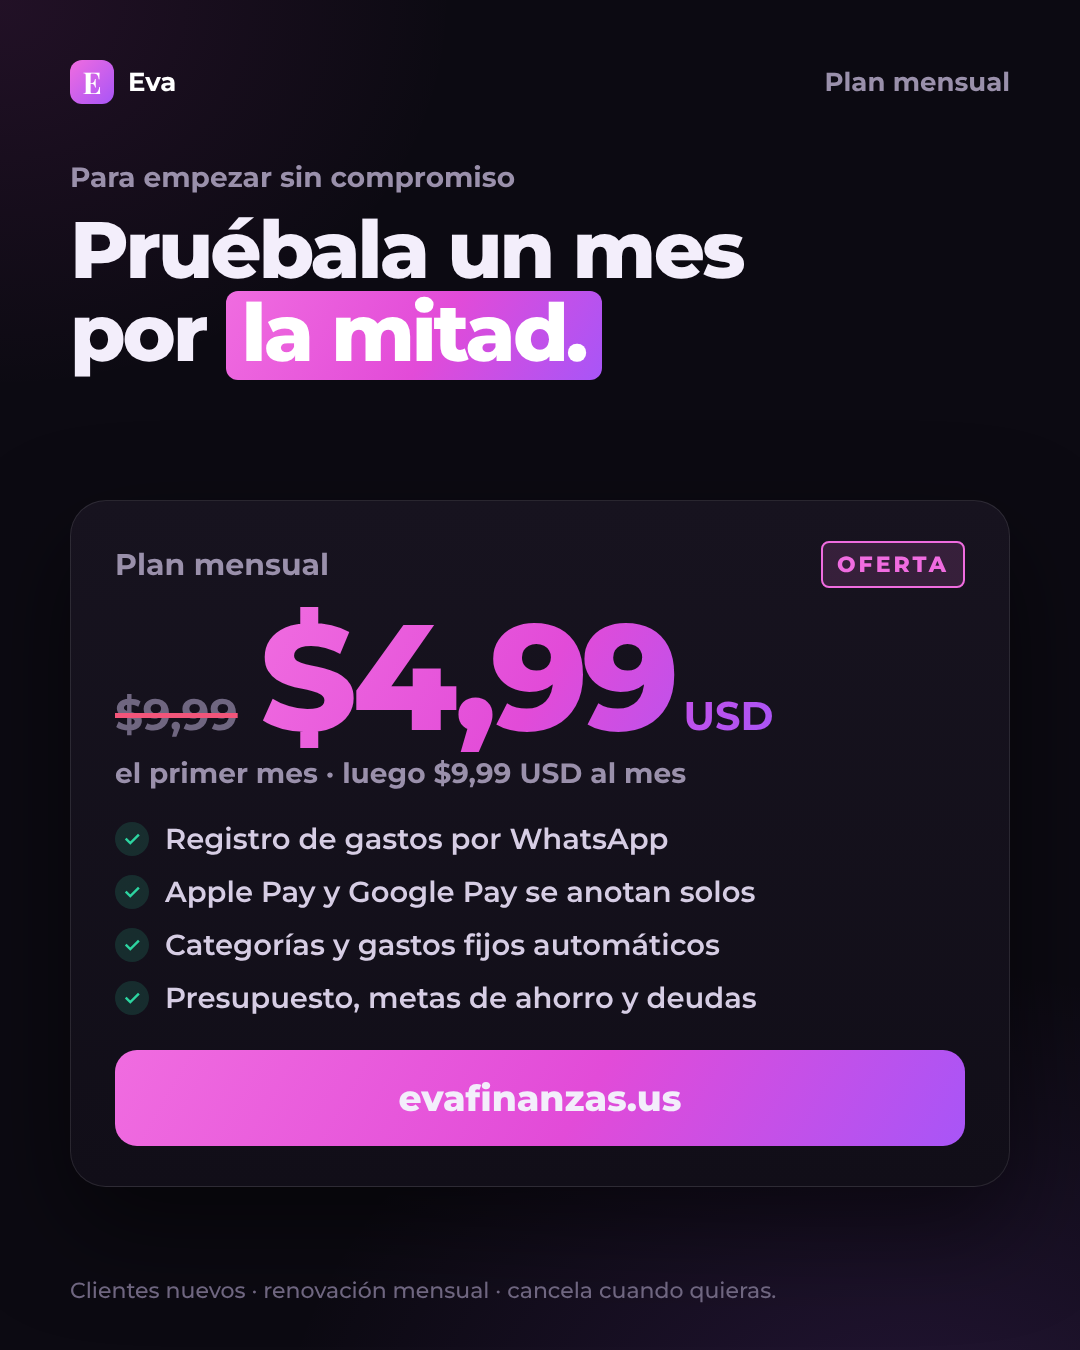 E Eva
Plan mensual
Para empezar sin compromiso
Pruébala un mes
por la mitad.
Plan mensual
OFERTA
$9,99 $4,99 USD
el primer mes · luego $9,99 USD al mes
Registro de gastos por WhatsApp
Apple Pay y Google Pay se anotan solos
Categorías y gastos fijos automáticos
Presupuesto, metas de ahorro y deudas
evafinanzas.us
Clientes nuevos · renovación mensual · cancela cuando quieras.